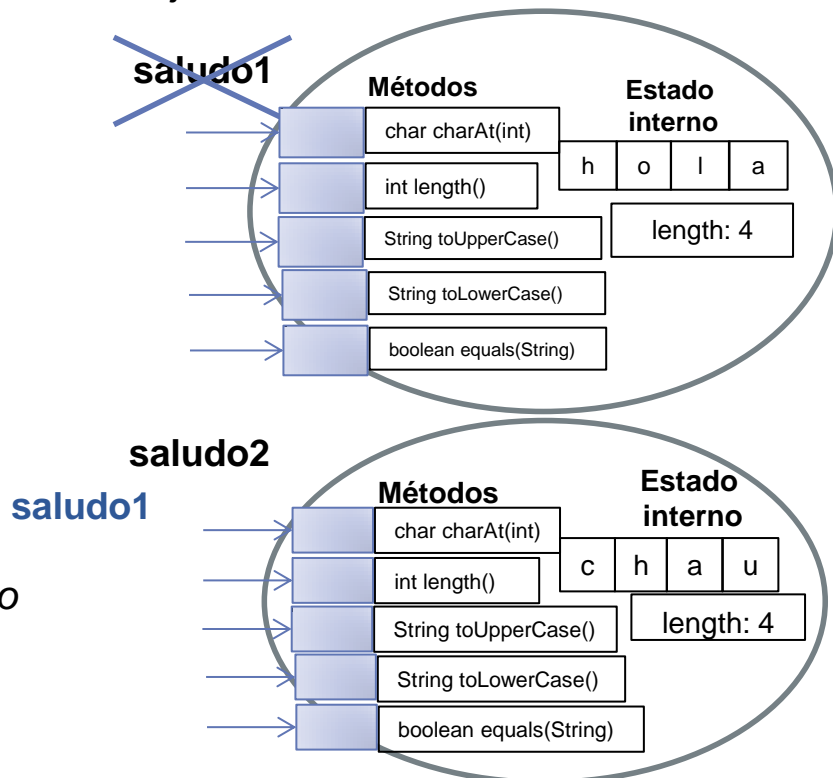 saludo1
Métodos
Estado
interno
char charAt(int)
h o l a
int length()
length: 4
String toUpperCase()
String toLowerCase()
boolean equals(String)
saludo2
saludo1
Métodos
Estado
interno
char charAt(int)
c h a u
int length()
length: 4
String toUpperCase()
String toLowerCase()
boolean equals(String)
o